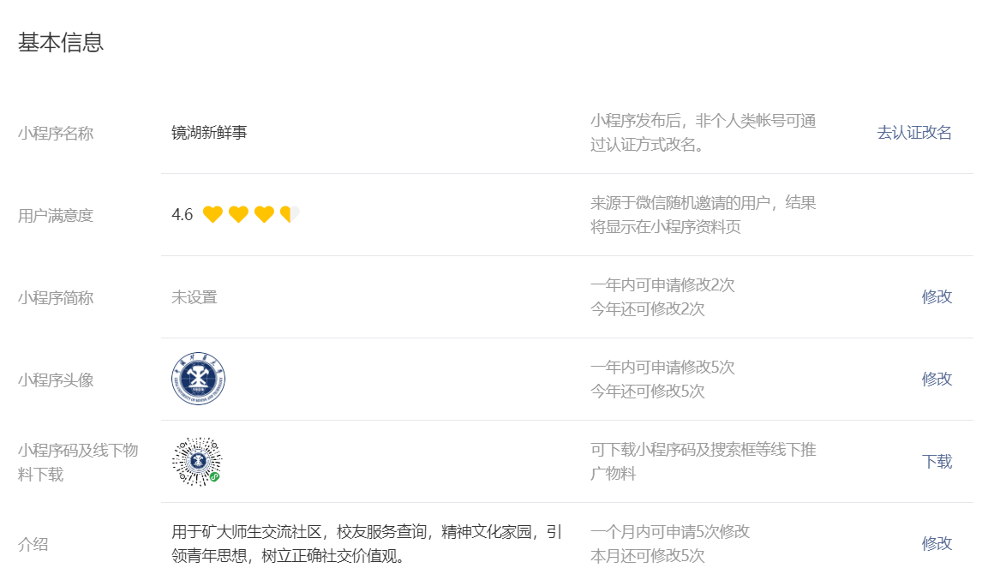 基本信息
小程序名称
镜湖新鲜事
小程序发布后，非个人类帐号可通
过认证方式改名。
去认证改名
用户满意度
4.6
来源于微信随机邀请的用户，结果
将显示在小程序资料页
小程序简称
未设置
一年内可申请修改2次
今年还可修改2次
修改
小程序头像
一年内可申请修改5次
今年还可修改5次
修改
小程序码及线下物
料下载
可下载小程序码及搜索框等线下推
广物料
下载
介绍
用于矿大师生交流社区，校友服务查询，精神文化家园，引
领青年思想，树立正确社交价值观。
一个月内可申请5次修改
本月还可修改5次
修改